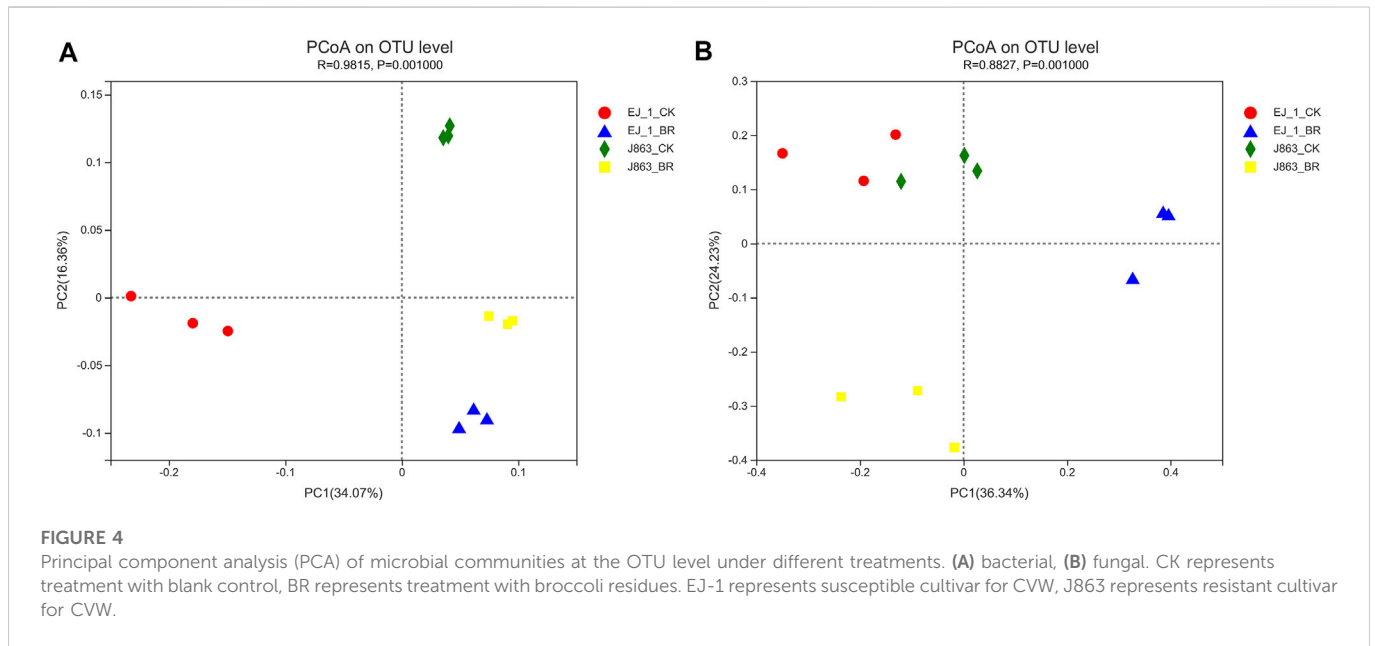 A
PCoA on OTU level
R=0.9815, P=0.001000
0.15
0.1
0.05
0
-0.05
-0.1
PC2(16.36%)
-0.2
-0.1
0
0.1
PC1(34.07%)
EJ_1_CK
EJ_1_BR
J863_CK
J863_BR
B
PCoA on OTU level
R=0.8827, P=0.001000
0.3
0.2
0.1
0
-0.1
-0.2
-0.3
-0.4
PC2(24.23%)
-0.4
-0.2
0
0.2
0.4
PC1(36.34%)
EJ_1_CK
EJ_1_BR
J863_CK
J863_BR
FIGURE 4
Principal component analysis (PCA) of microbial communities at the OTU level under different treatments. (A) bacterial, (B) fungal. CK represents
treatment with blank control, BR represents treatment with broccoli residues. EJ-1 represents susceptible cultivar for CVW, J863 represents resistant cultivar
for CVW.